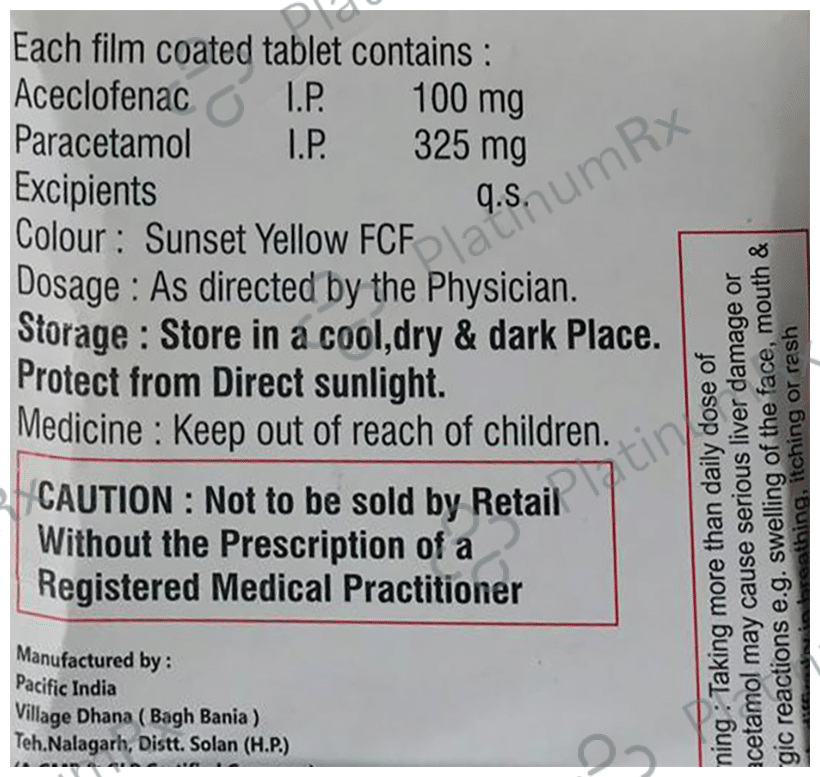 Each film coated tablet contains :
Aceclofenac I.P. 100 mg
Paracetamol I.P. 325 mg
Excipients q.s.
Colour : Sunset Yellow FCF
Dosage : As directed by the Physician.
Storage : Store in a cool,dry & dark Place.
Protect from Direct sunlight.
Medicine : Keep out of reach of children.
CAUTION : Not to be sold by Retail
Without the Prescription of a
Registered Medical Practitioner
Manufactured by :
Pacific India
Village Dhana ( Bagh Bania )
Teh.Nalagarh, Distt. Solan (H.P.)
ning : Taking more than daily dose of
acetamol may cause serious liver damage or
rgic reactions e.g. swelling of the face, mouth &
in breathing, itching or rash
PlatinumRx
PlatinumRx